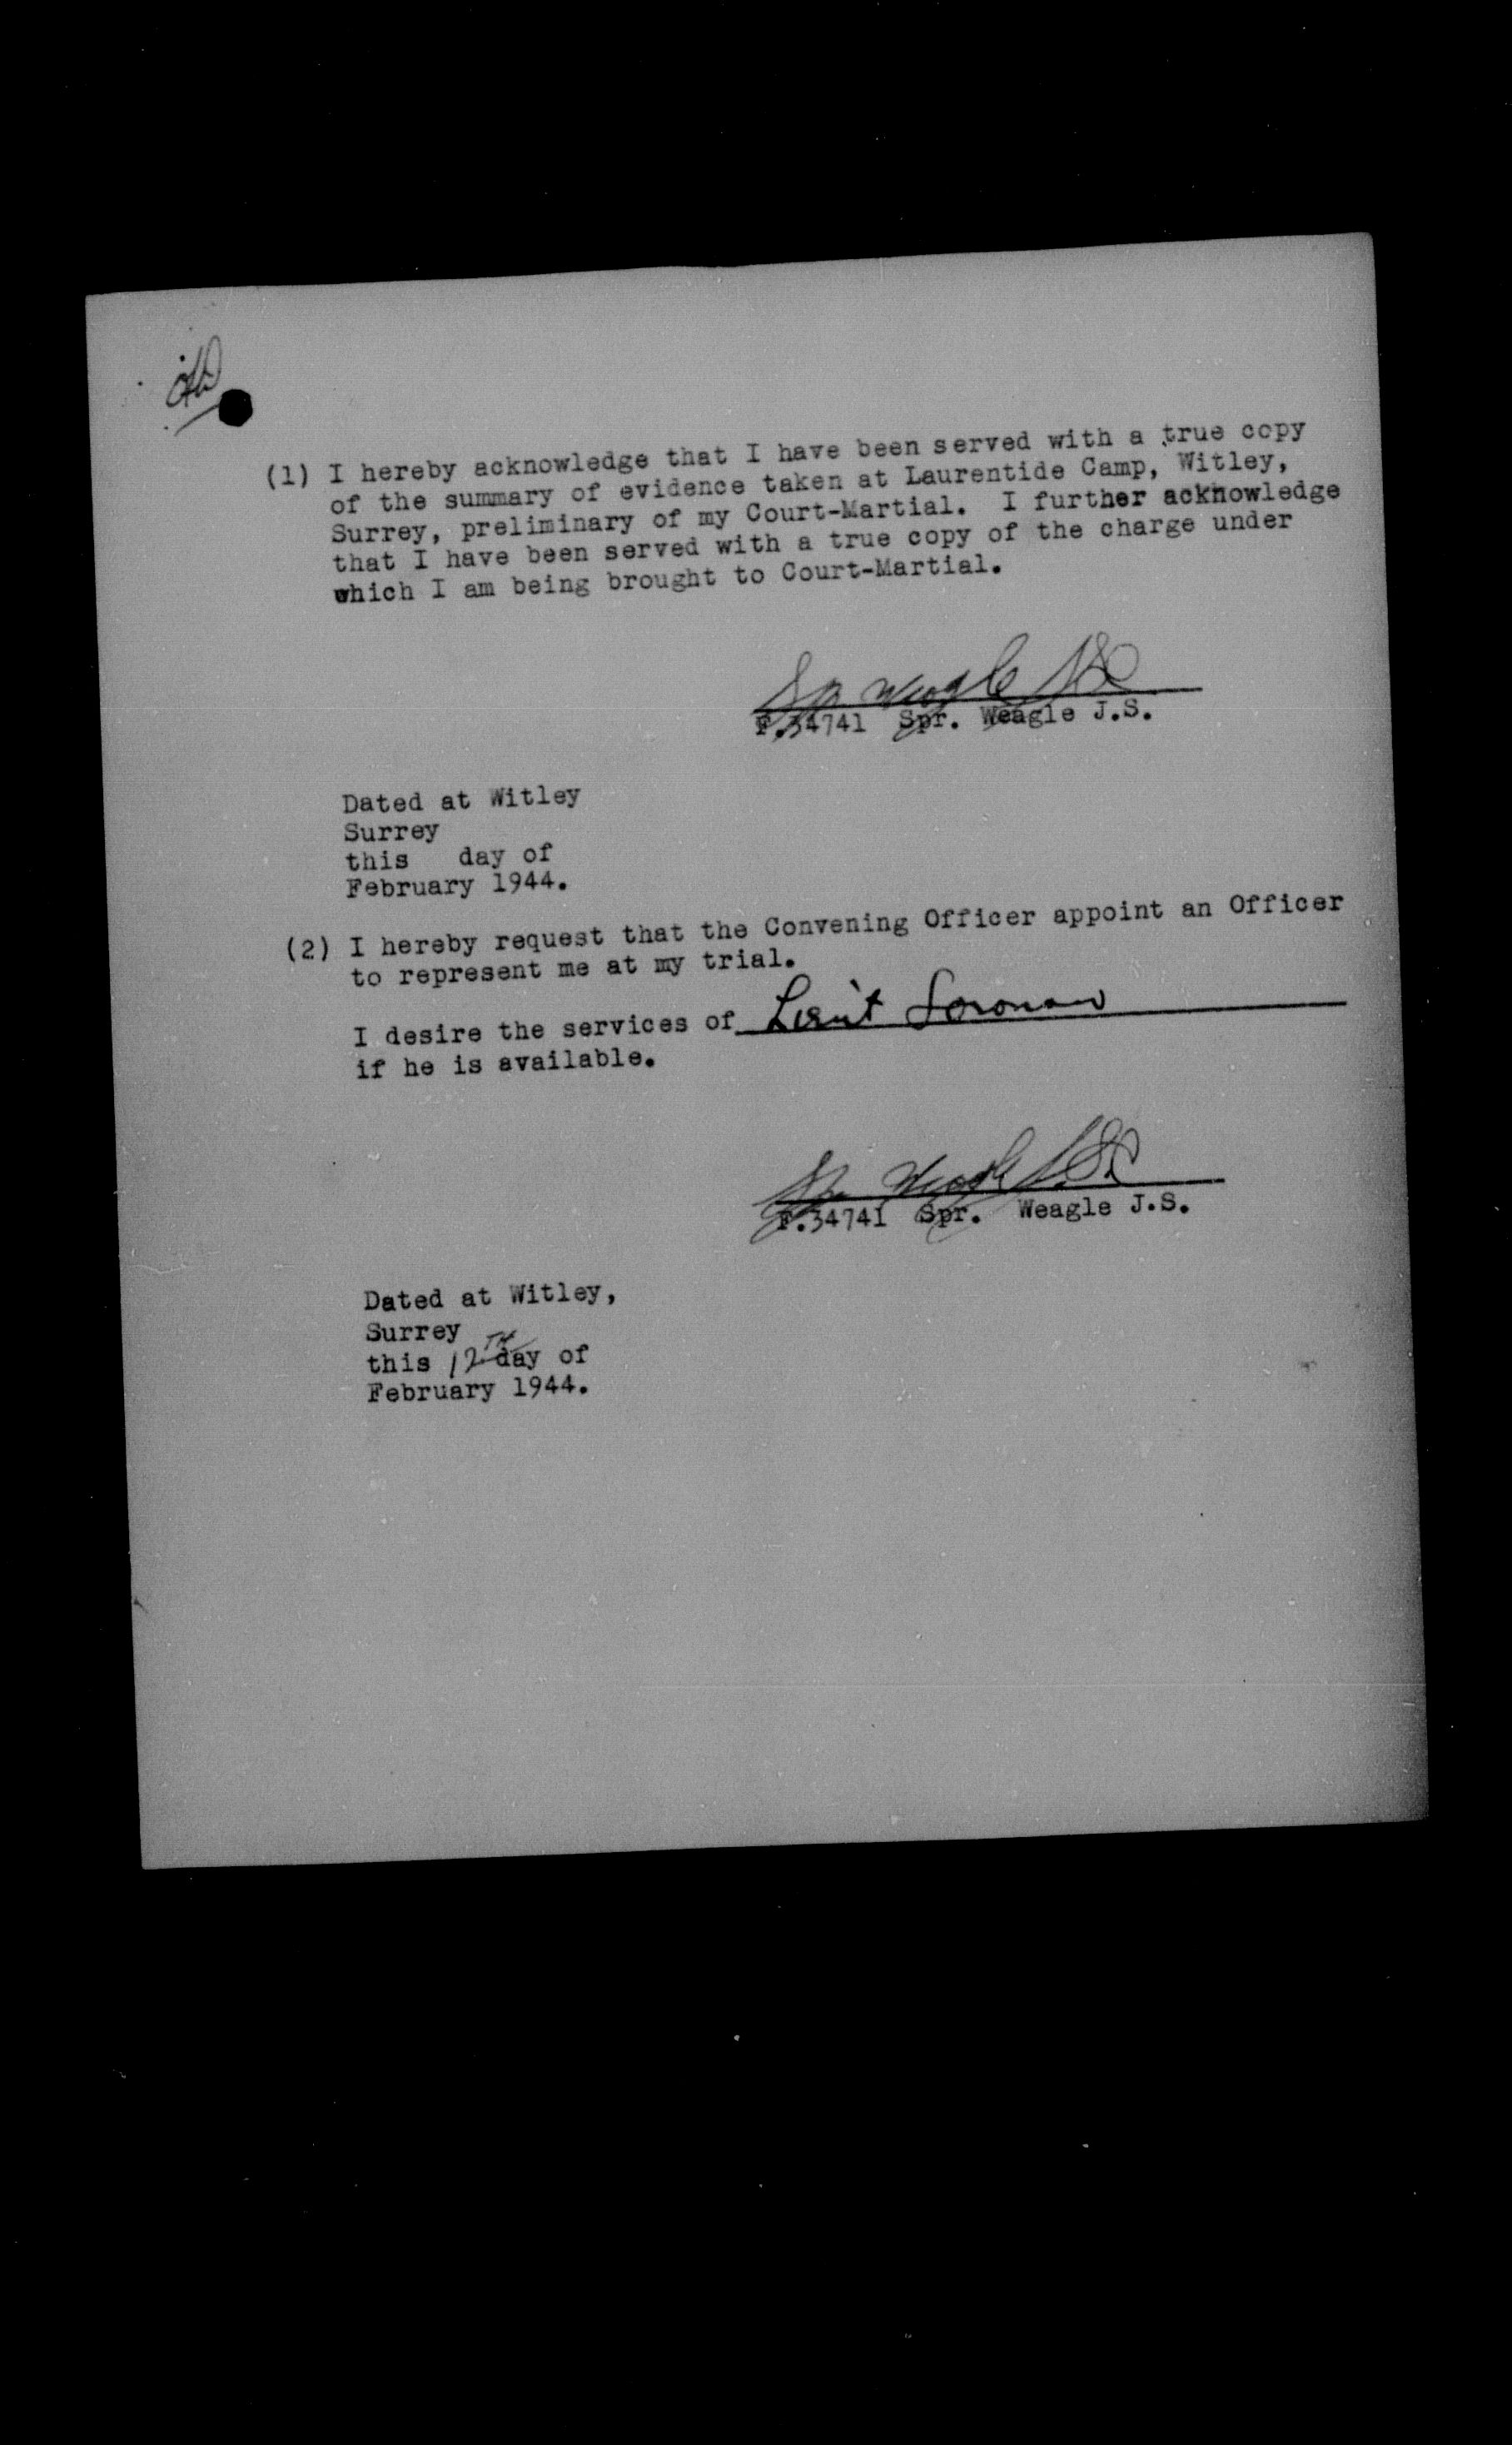 (1) I hereby acknowledge that I have been served with a true copy
of the summary of evidence taken at Laurentide Camp, Witley,
Surrey, preliminary of my Court-Martial. I further acknowledge
that I have been served with a true copy of the charge under
which I am being brought to Court-Martial.
Spr Weagle J.S.
F.34741 Spr. Weagle J.S.
Dated at Witley
Surrey
this day of
February 1944.
(2) I hereby request that the Convening Officer appoint an Officer
to represent me at my trial.
I desire the services of Leiut
if he is available.
Spr Weagle J.S.
F.34741 Spr. Weagle J.S.
Dated at Witley,
Surrey
this 12TH day of
February 1944.